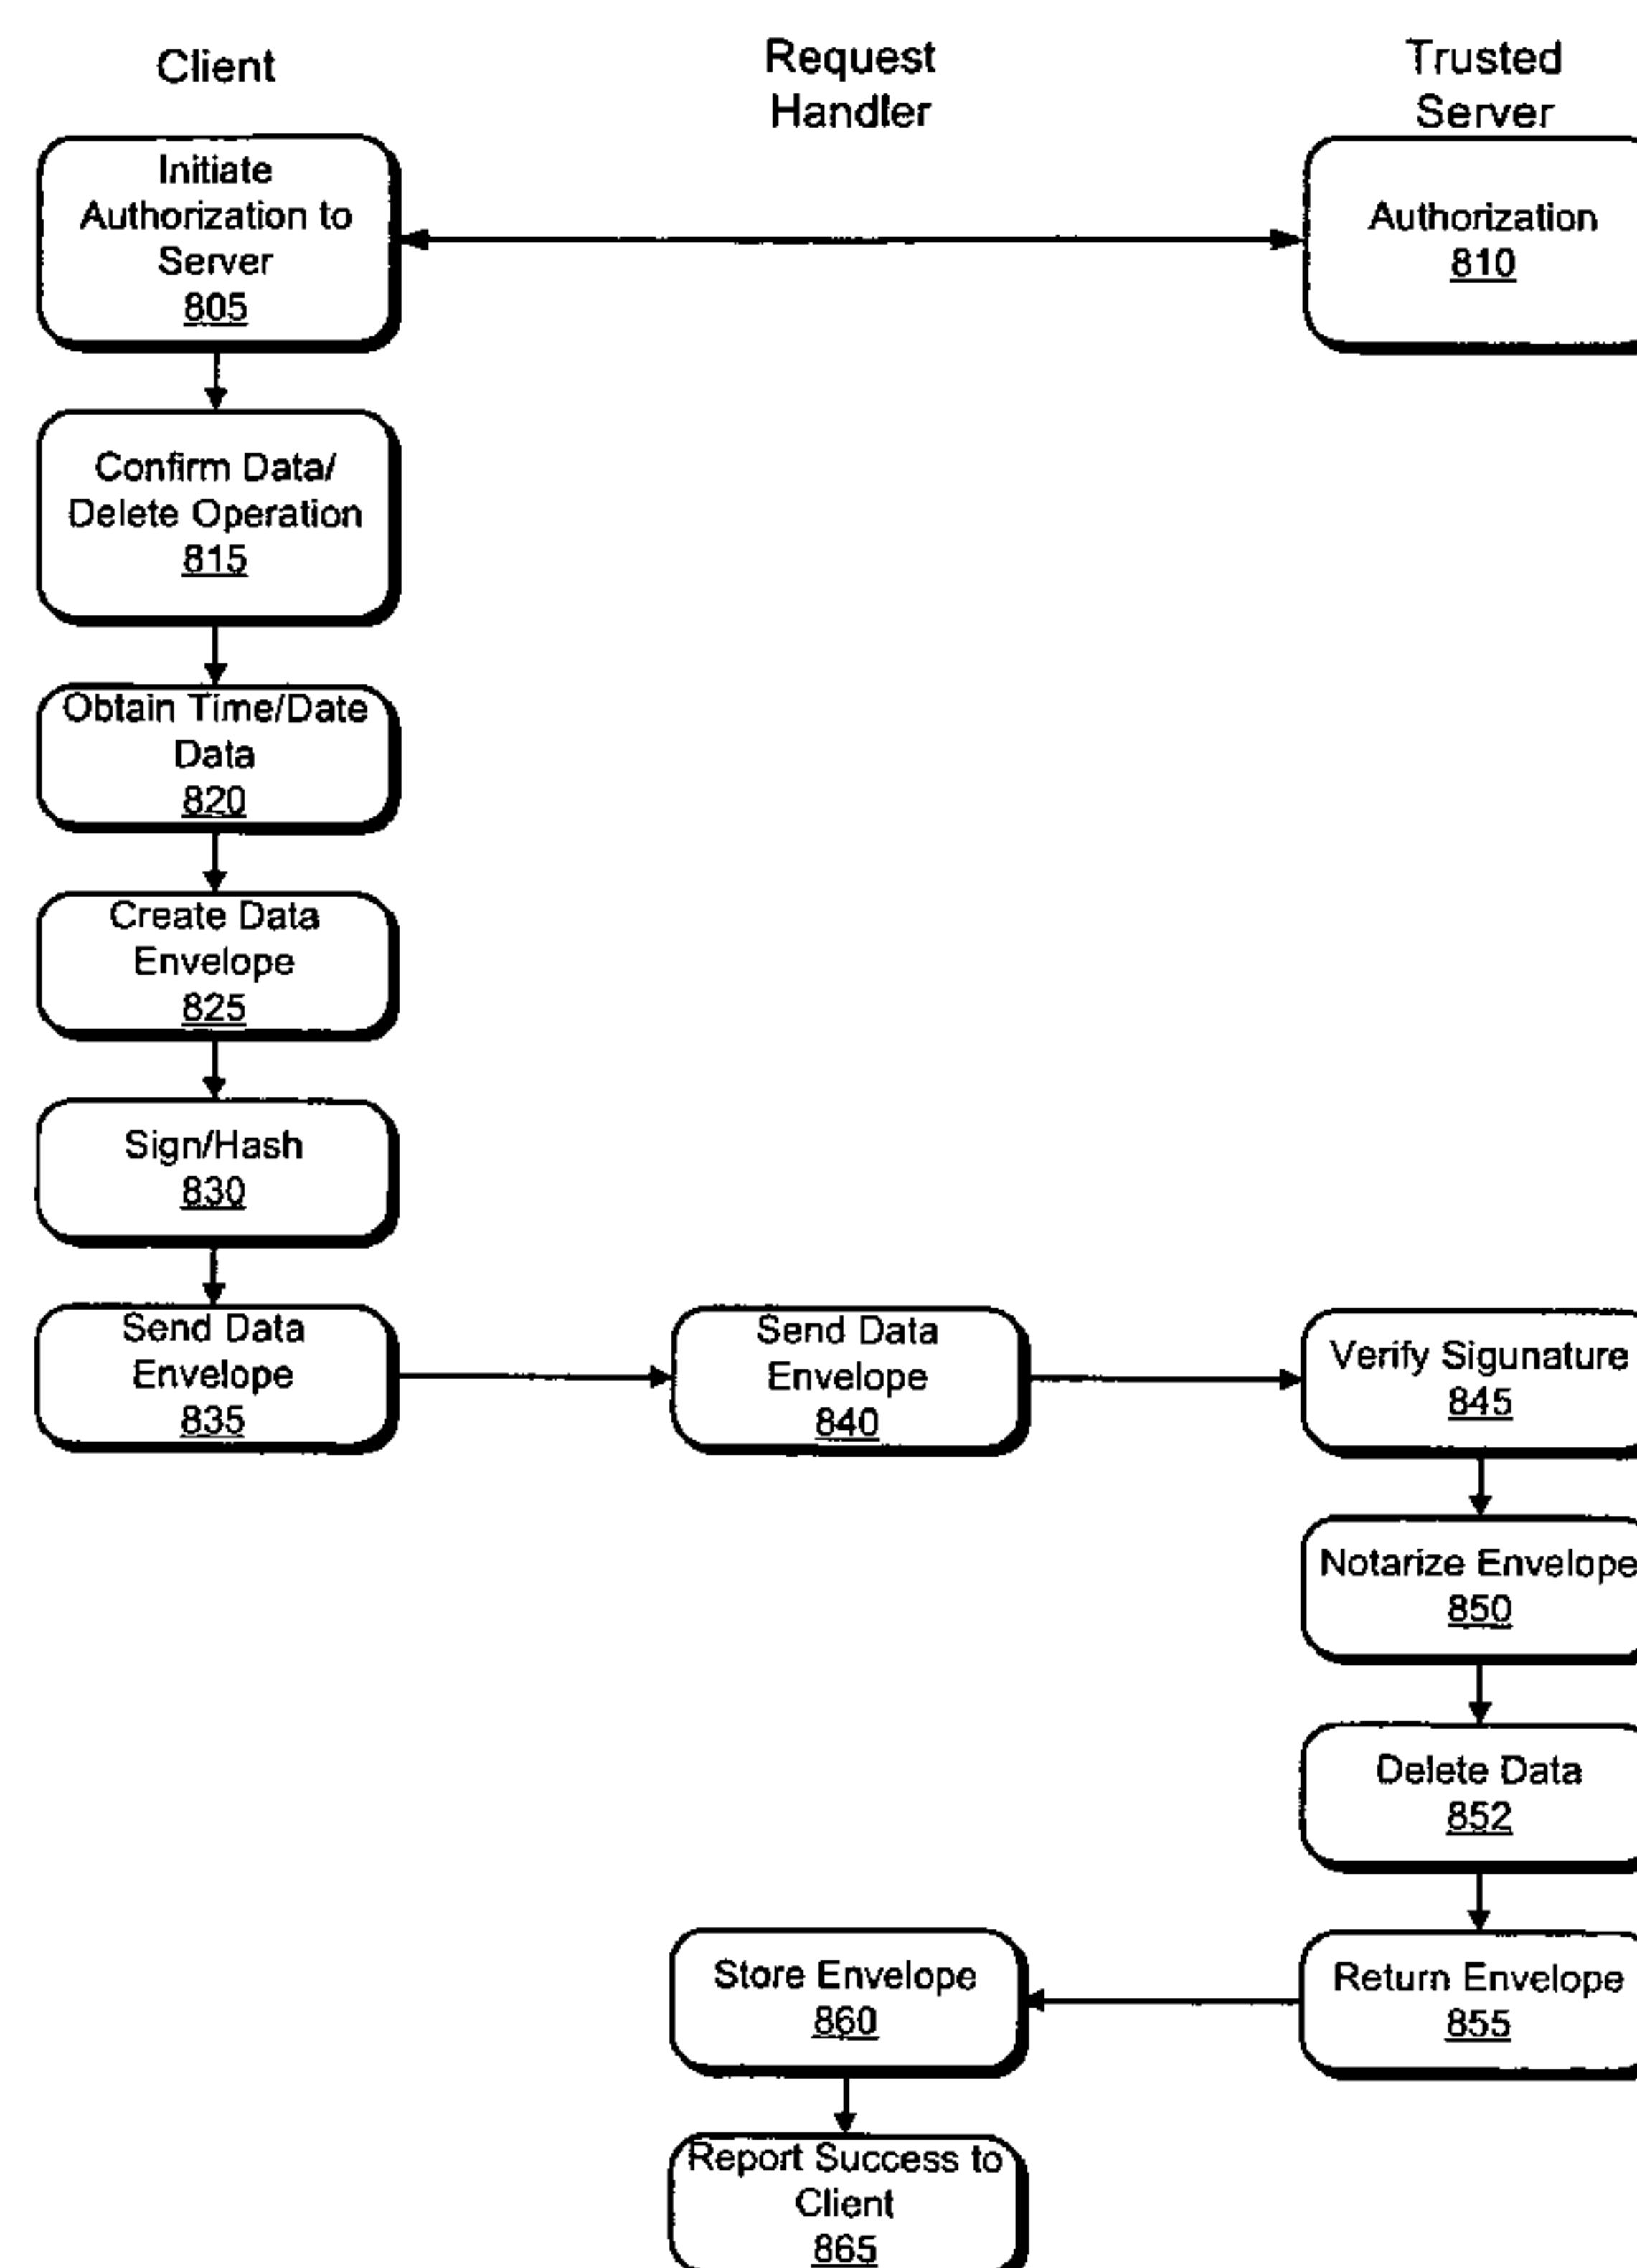 Client
Request
Handler
Trusted
Server
Initiate
Authorization to
Server
805
Authorization
810
Confirm Data/
Delete Operation
815
Obtain Time/Date
Data
820
Create Data
Envelope
825
Sign/Hash
830
Send Data
Envelope
835
Send Data
Envelope
840
Verify Sigunature
845
Notarize Envelope
850
Delete Data
852
Return Envelope
855
Store Envelope
860
Report Success to
Client
865